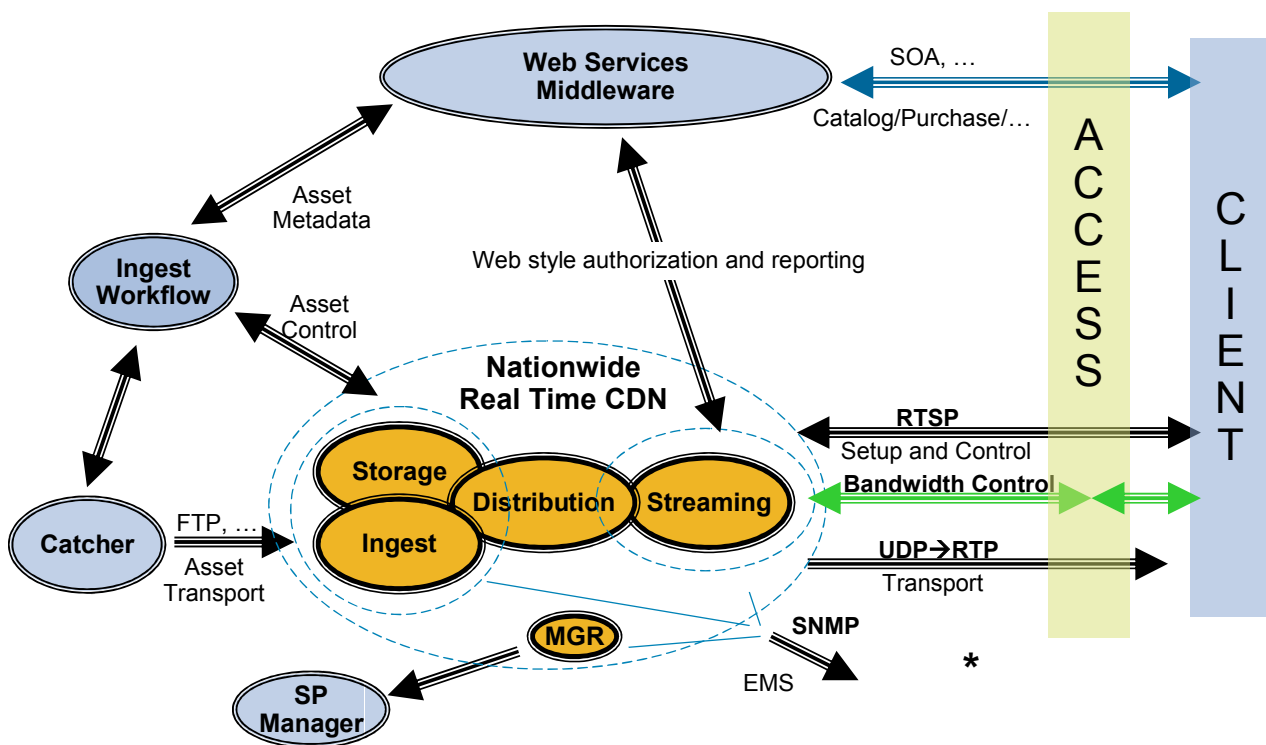 Web Services
Middleware
SOA, …
Catalog/Purchase/…
ACCESS
CLIENT
Asset
Metadata
Ingest
Workflow
Web style authorization and reporting
Asset
Control
Nationwide
Real Time CDN
RTSP
Setup and Control
Storage
Distribution
Streaming
Bandwidth Control
Catcher
FTP, …
Asset
Transport
Ingest
UDP→RTP
Transport
MGR
SNMP
EMS
*
SP
Manager